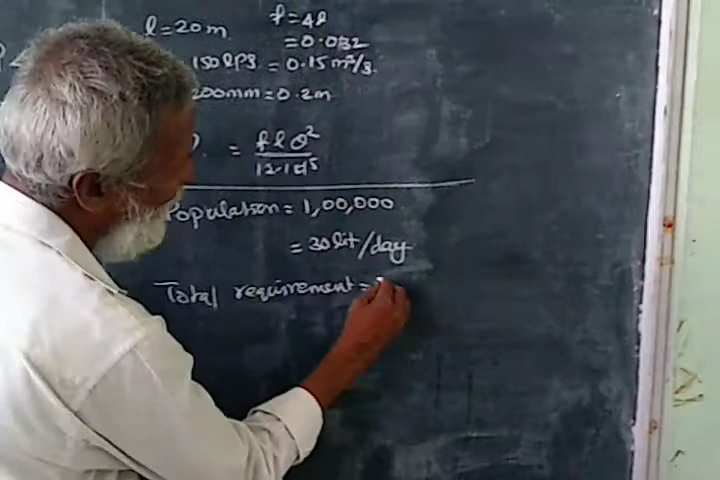 l = 20 m
f = 4f
= 0.032
150 lps. = 0.15 m³/s.
200mm = 0.2m
= flQ²
12.1d⁵
Population = 1,00,000
= 30 lit/day
Total requirement =